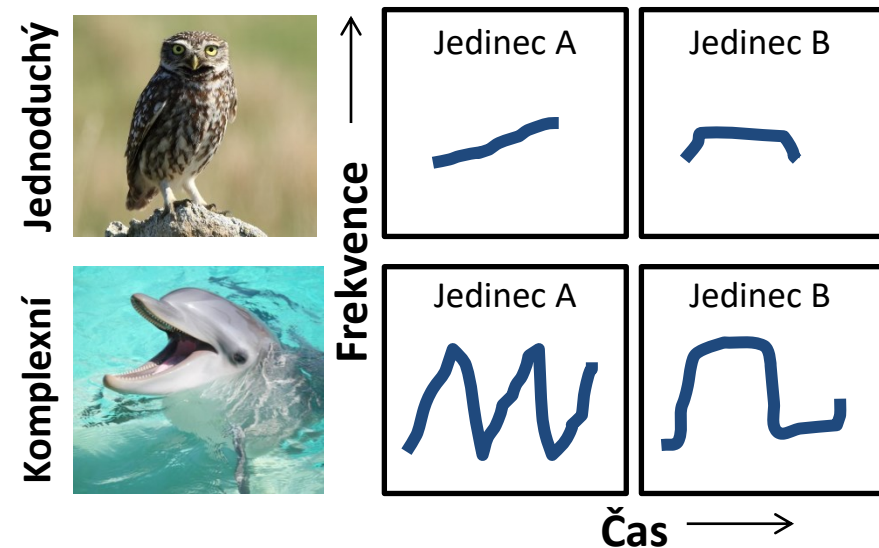 Jednoduchý
Jedinec A
Jedinec B
Frekvence
Komplexní
Jedinec A
Jedinec B
Čas